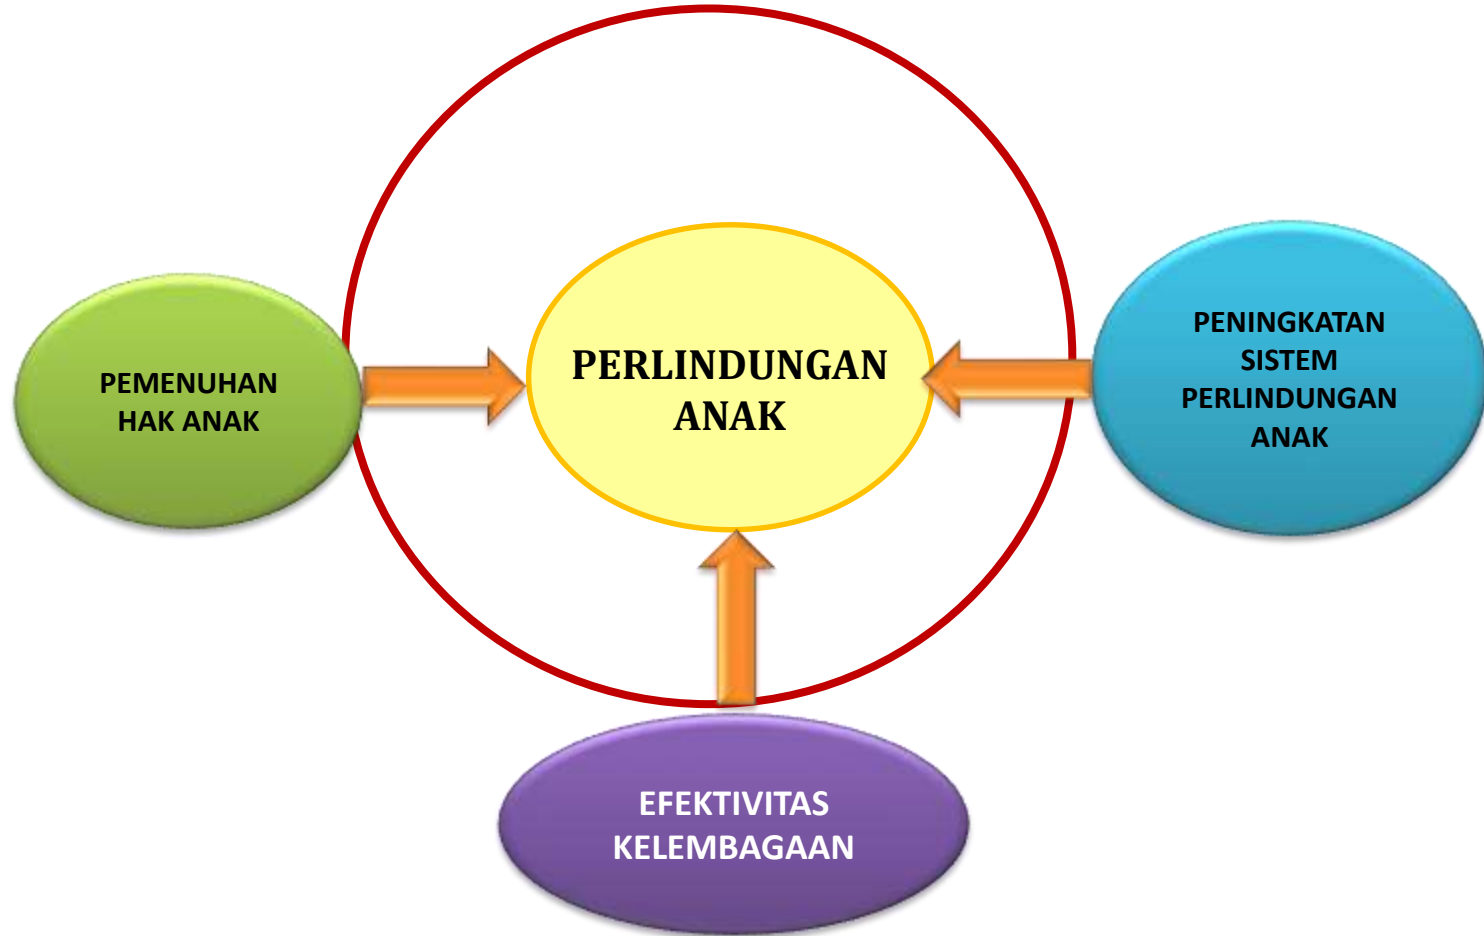 PEMENUHAN
HAK ANAK
PERLINDUNGAN
ANAK
PENINGKATAN
SISTEM
PERLINDUNGAN
ANAK
EFEKTIVITAS
KELEMBAGAAN